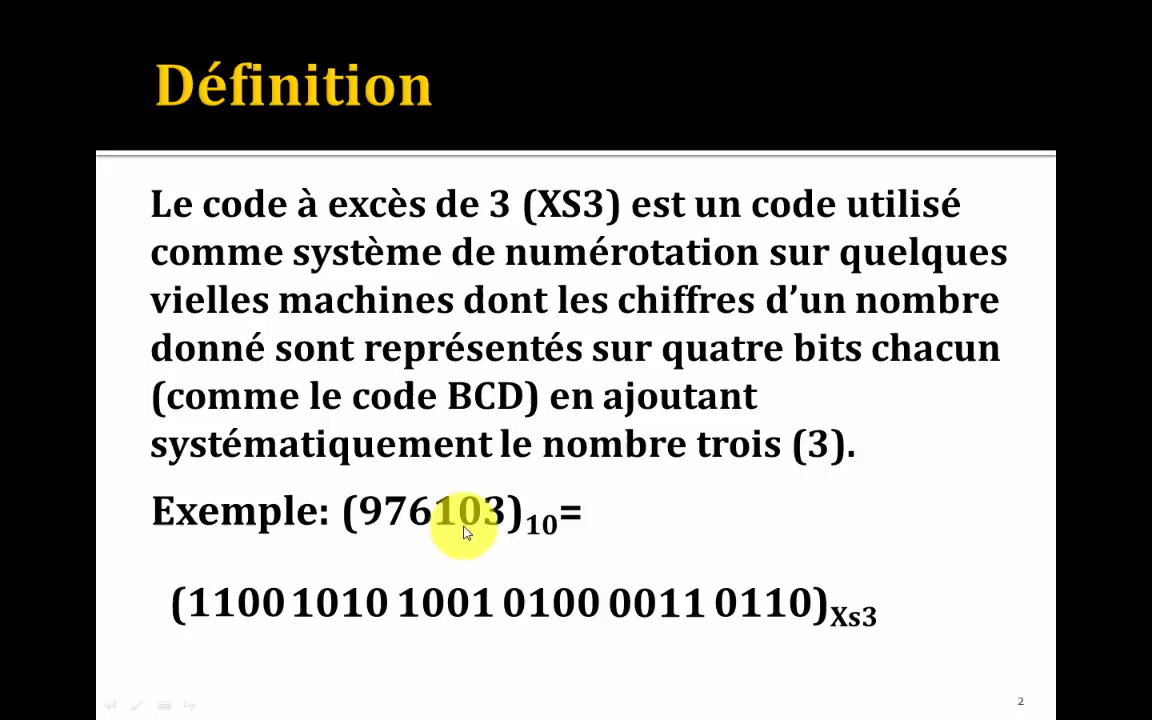 Définition
Le code à excès de 3 (XS3) est un code utilisé
comme système de numérotation sur quelques
vielles machines dont les chiffres d’un nombre
donné sont représentés sur quatre bits chacun
(comme le code BCD) en ajoutant
systématiquement le nombre trois (3).
Exemple: (976103)₁₀=
(1100 1010 1001 0100 0011 0110)Xs3
2